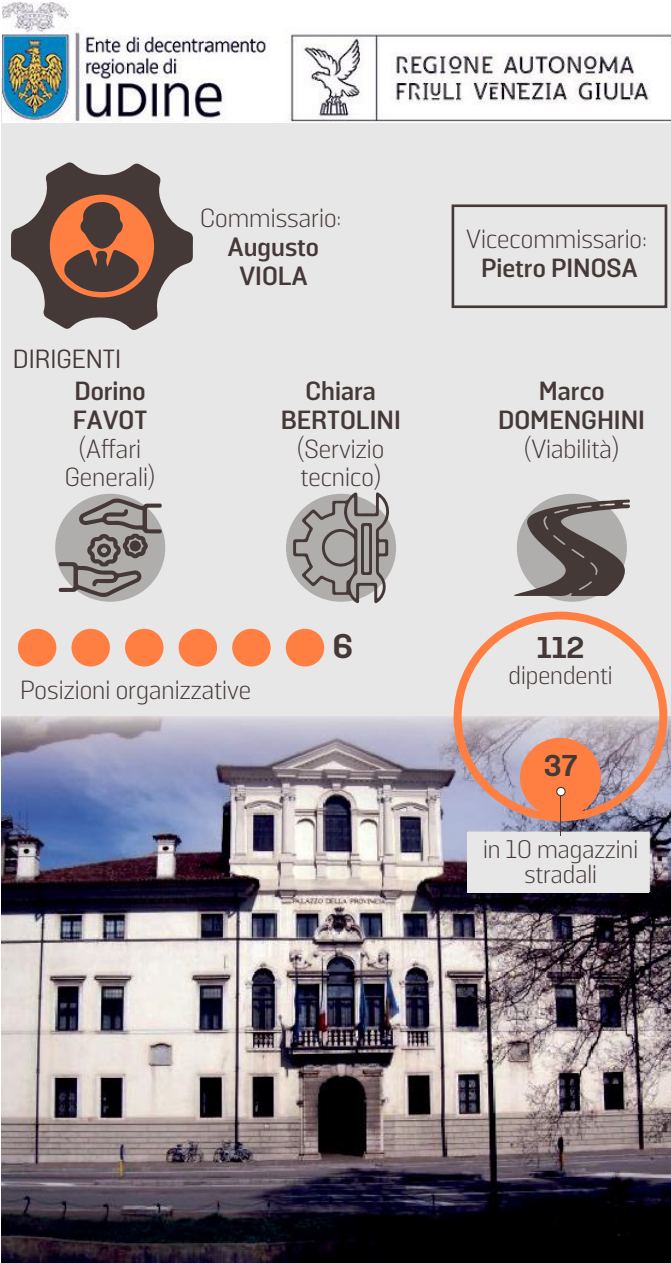 Ente di decentramento
regionale di
UDINE
REGIONE AUTONOMA
FRIULI VENEZIA GIULIA
Commissario:
Augusto
VIOLA
Vicecommissario:
Pietro PINOSA
DIRIGENTI
Dorino
FAVOT
(Affari
Generali)
Chiara
BERTOLINI
(Servizio
tecnico)
Marco
DOMENGHINI
(Viabilità)
6
Posizioni organizzative
112
dipendenti
37
in 10 magazzini
stradali
PALAZZO DELLA PROVINCIA